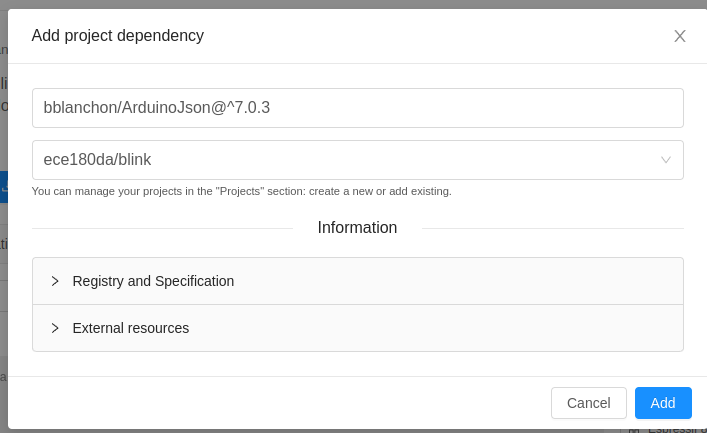 Add project dependency
bblanchon/ArduinoJson@^7.0.3
ece180da/blink
You can manage your projects in the "Projects" section: create a new or add existing.
Information
Registry and Specification
External resources
Cancel
Add